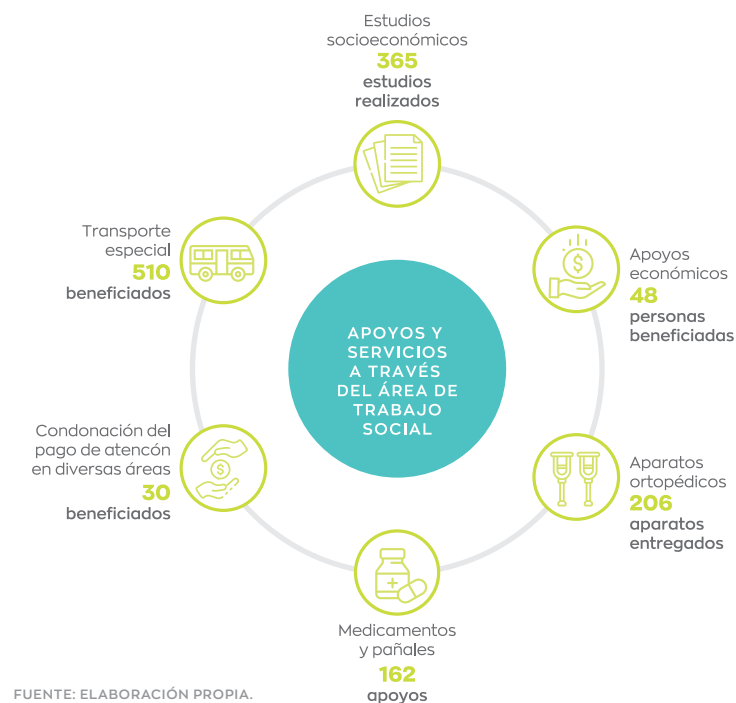 Estudios
socioeconómicos
365
estudios
realizados
Transporte
especial
510
beneficiados
Apoyos
económicos
48
personas
beneficiadas
APOYOS Y
SERVICIOS
A TRAVÉS
DEL ÁREA DE
TRABAJO
SOCIAL
Condonación del
pago de atencón
en diversas áreas
30
beneficiados
Aparatos
ortopédicos
206
aparatos
entregados
Medicamentos
y pañales
162
apoyos
FUENTE: ELABORACIÓN PROPIA.